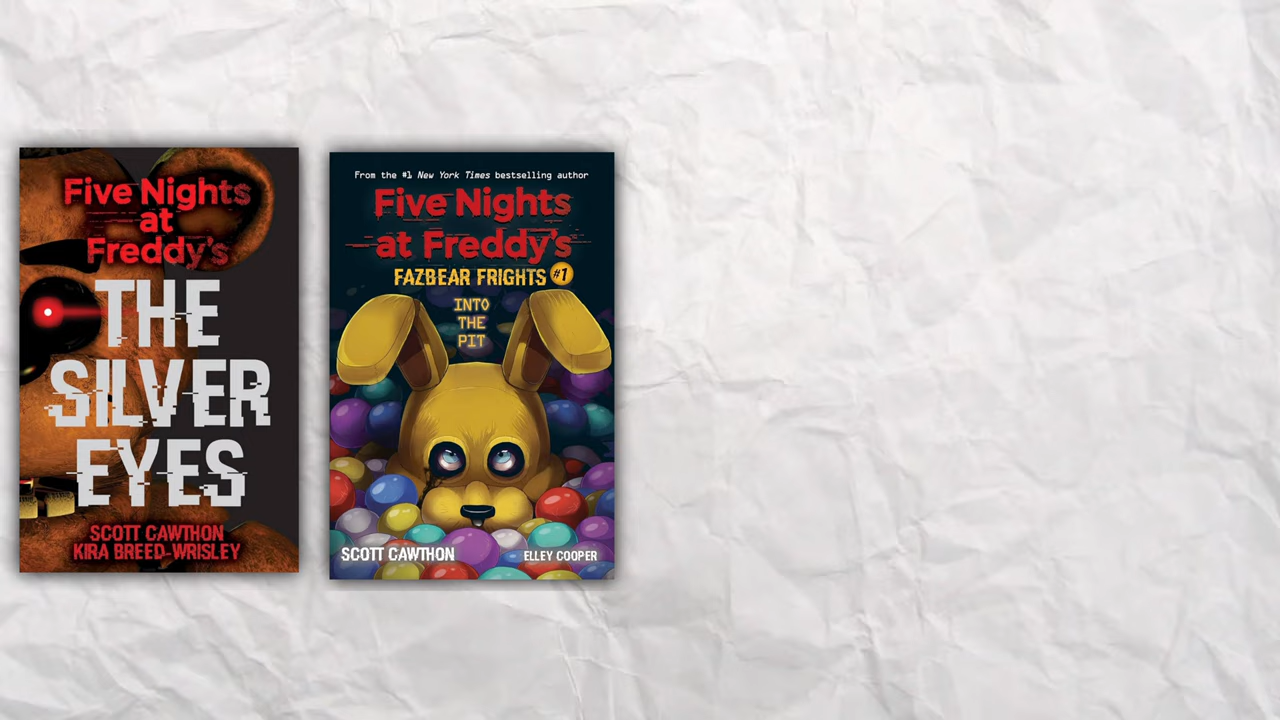 Five Nights
at
Freddy's
THE
SILVER
EYES
SCOTT CAWTHON
KIRA BREED-WRISLEY
From the #1 New York Times bestselling author
Five Nights
at Freddy's
FAZBEAR FRIGHTS #1
INTO
THE
PIT
SCOTT CAWTHON
ELLEY COOPER